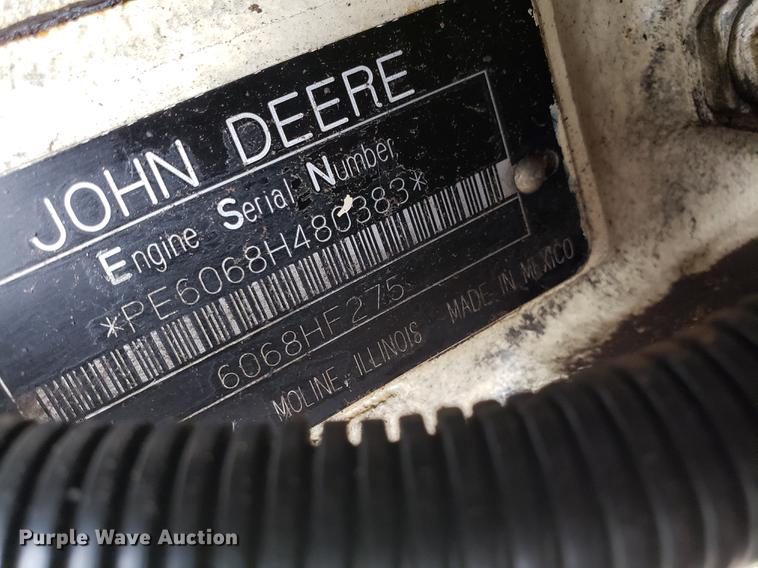 JOHN DEERE
Engine Serial Number
*PE6068H480383*
6068HF275
MOLINE, ILLINOIS MADE IN MEXICO
Purple Wave Auction